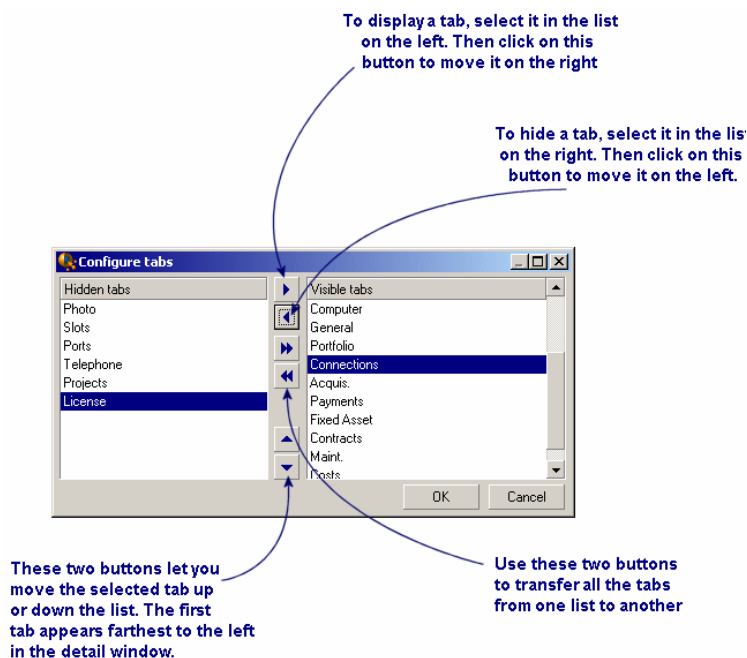 To display a tab, select it in the list
on the left. Then click on this
button to move it on the right
To hide a tab, select it in the list
on the right. Then click on this
button to move it on the left.
Configure tabs
Hidden tabs
Photo
Slots
Ports
Telephone
Projects
License
Visible tabs
Computer
General
Portfolio
Connections
Acquis.
Payments
Fixed Asset
Contracts
Maint.
Costs
OK
Cancel
These two buttons let you
move the selected tab up
or down the list. The first
tab appears farthest to the left
in the detail window.
Use these two buttons
to transfer all the tabs
from one list to another